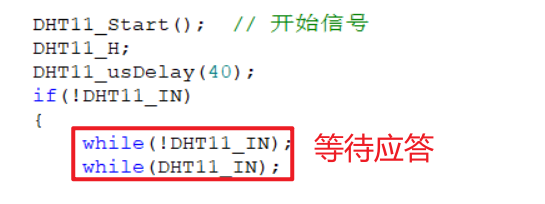 DHT11_Start();  // 开始信号
DHT11_H;
DHT11_usDelay(40);
if(!DHT11_IN)
{
while(!DHT11_IN);
while(DHT11_IN);
等待应答